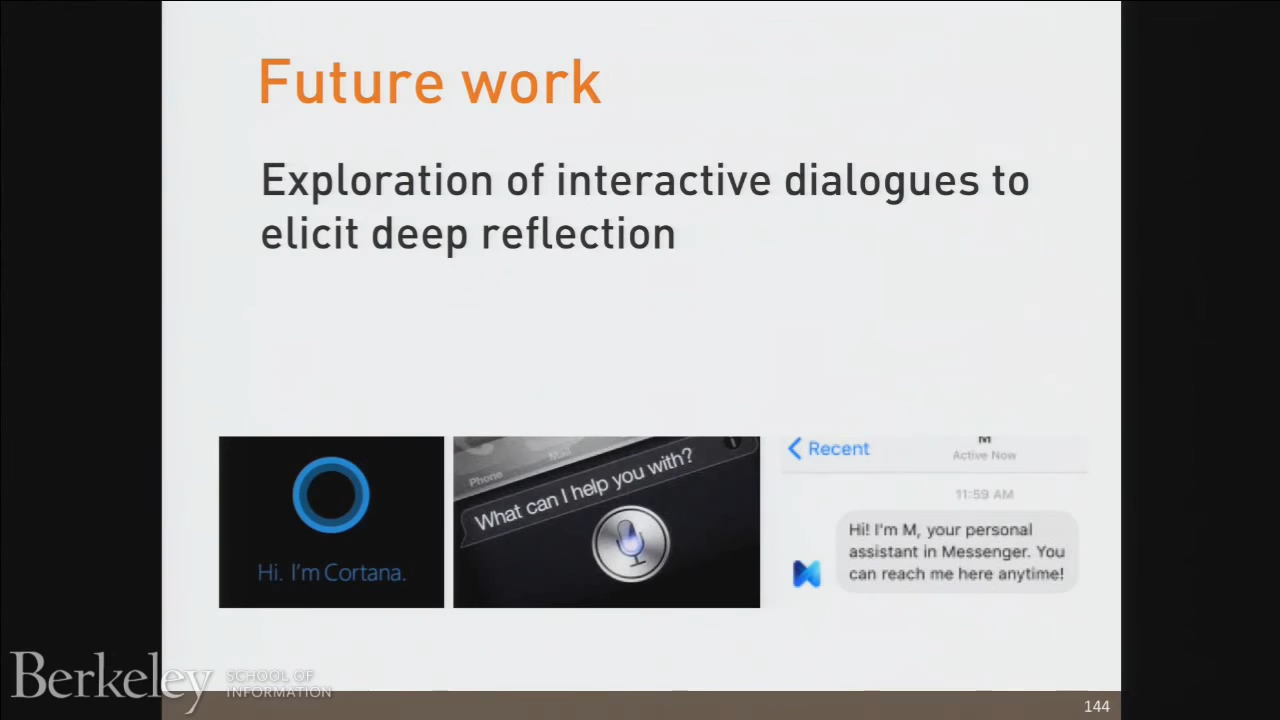 Future work
Exploration of interactive dialogues to
elicit deep reflection
Hi. I'm Cortana.
Phone
Mail
What can I help you with?
Recent
M
Active Now
11:59 AM
Hi! I'm M, your personal
assistant in Messenger. You
can reach me here anytime!
Berkeley
SCHOOL OF
INFORMATION
144